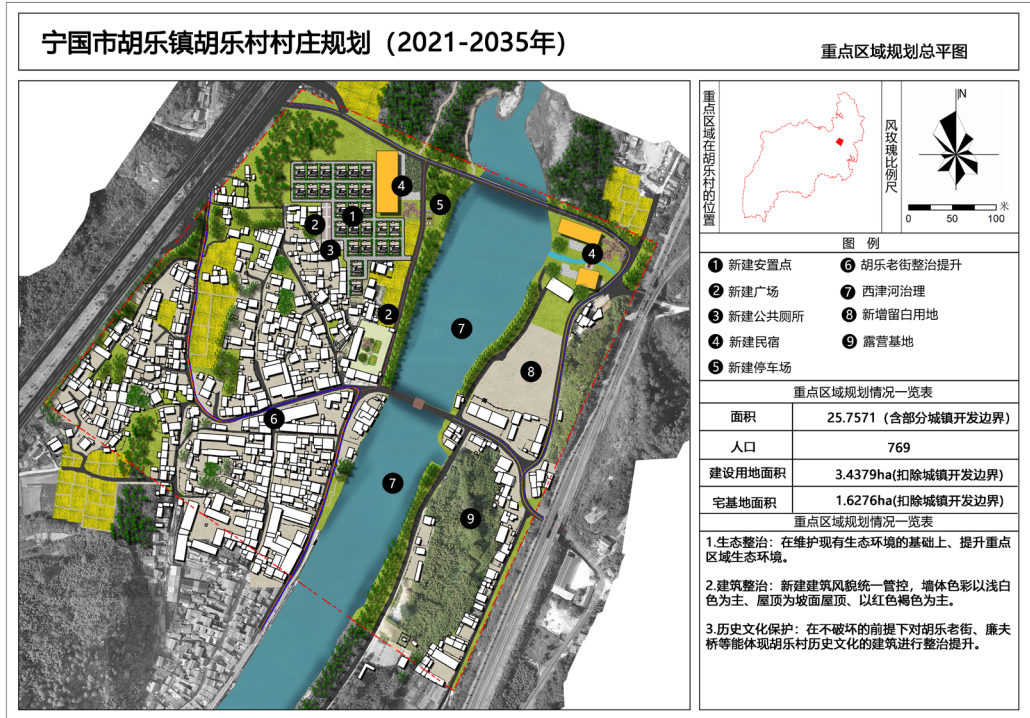 宁国市胡乐镇胡乐村村庄规划（2021-2035年）
重点区域规划总平图
4
5
1
2
3
4
2
7
8
6
7
9
重点区域在胡乐村的位置
风玫瑰比例尺
N
米
0 50 100
图 例
1 新建安置点
6 胡乐老街整治提升
2 新建广场
7 西津河治理
3 新建公共厕所
8 新增留白用地
4 新建民宿
9 露营基地
5 新建停车场
重点区域规划情况一览表
面积 25.7571（含部分城镇开发边界）
人口 769
建设用地面积 3.4379ha(扣除城镇开发边界)
宅基地面积 1.6276ha(扣除城镇开发边界)
重点区域规划情况一览表
1.生态整治：在维护现有生态环境的基础上、提升重点
区域生态环境。
2.建筑整治：新建建筑风貌统一管控，墙体色彩以浅白
色为主、屋顶为坡面屋顶、以红色褐色为主。
3.历史文化保护：在不破坏的前提下对胡乐老街、廉夫
桥等能体现胡乐村历史文化的建筑进行整治提升。